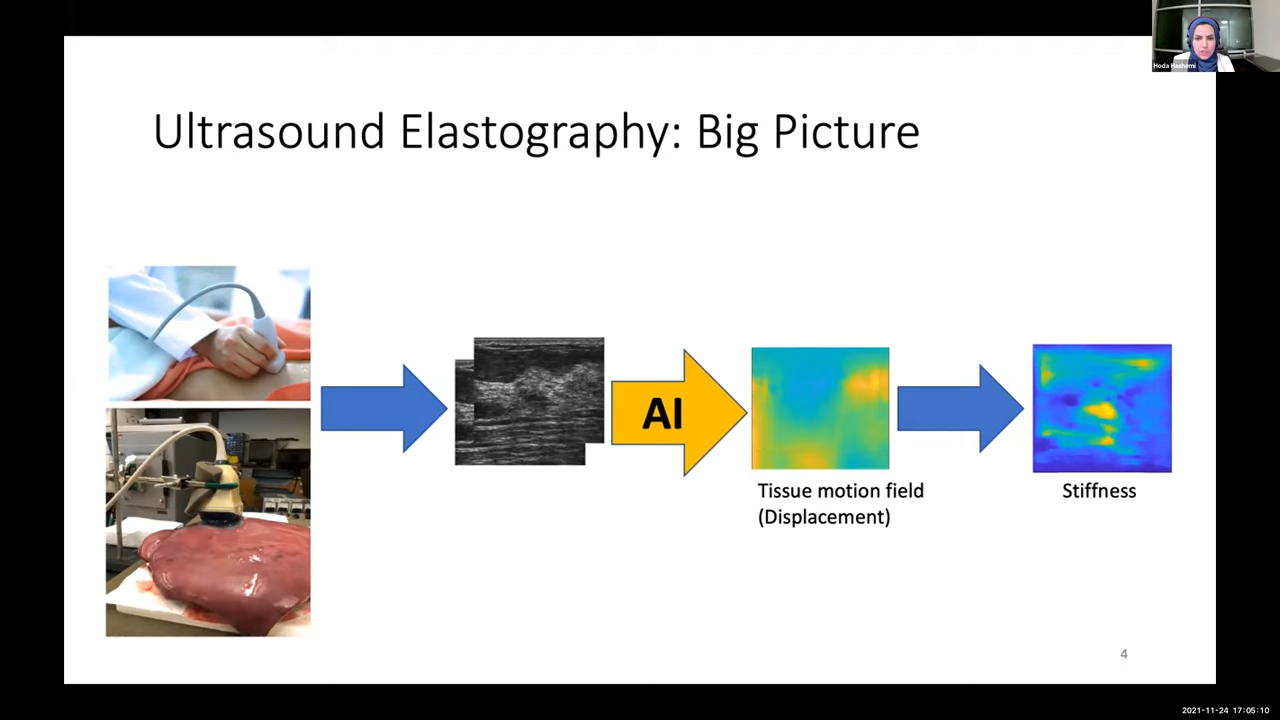 Hoda Hashemi
Ultrasound Elastography: Big Picture
AI
Tissue motion field
(Displacement)
Stiffness
4
2021-11-24 17:05:10